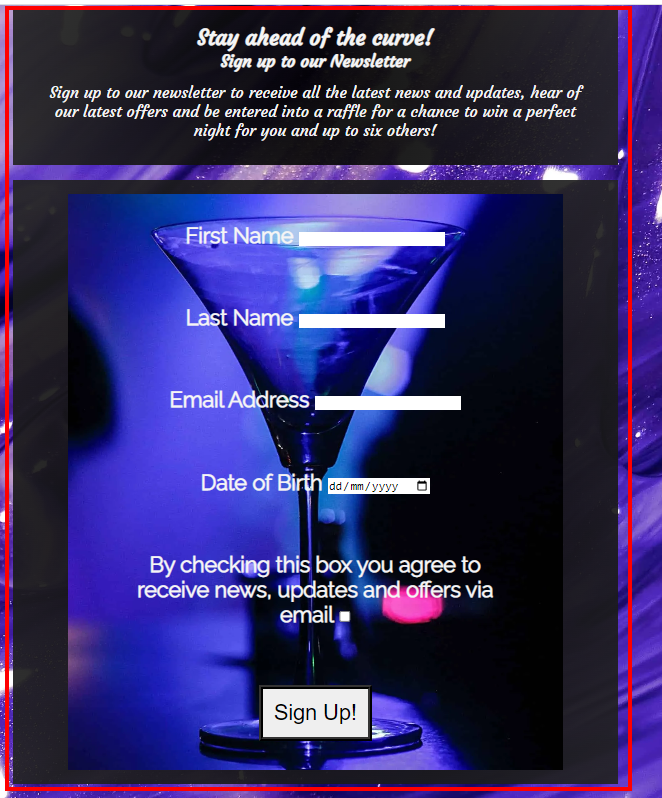 Stay ahead of the curve!
Sign up to our Newsletter
Sign up to our newsletter to receive all the latest news and updates, hear of
our latest offers and be entered into a raffle for a chance to win a perfect
night for you and up to six others!
First Name
Last Name
Email Address
Date of Birth dd/mm/yyyy
By checking this box you agree to
receive news, updates and offers via
email
Sign Up!